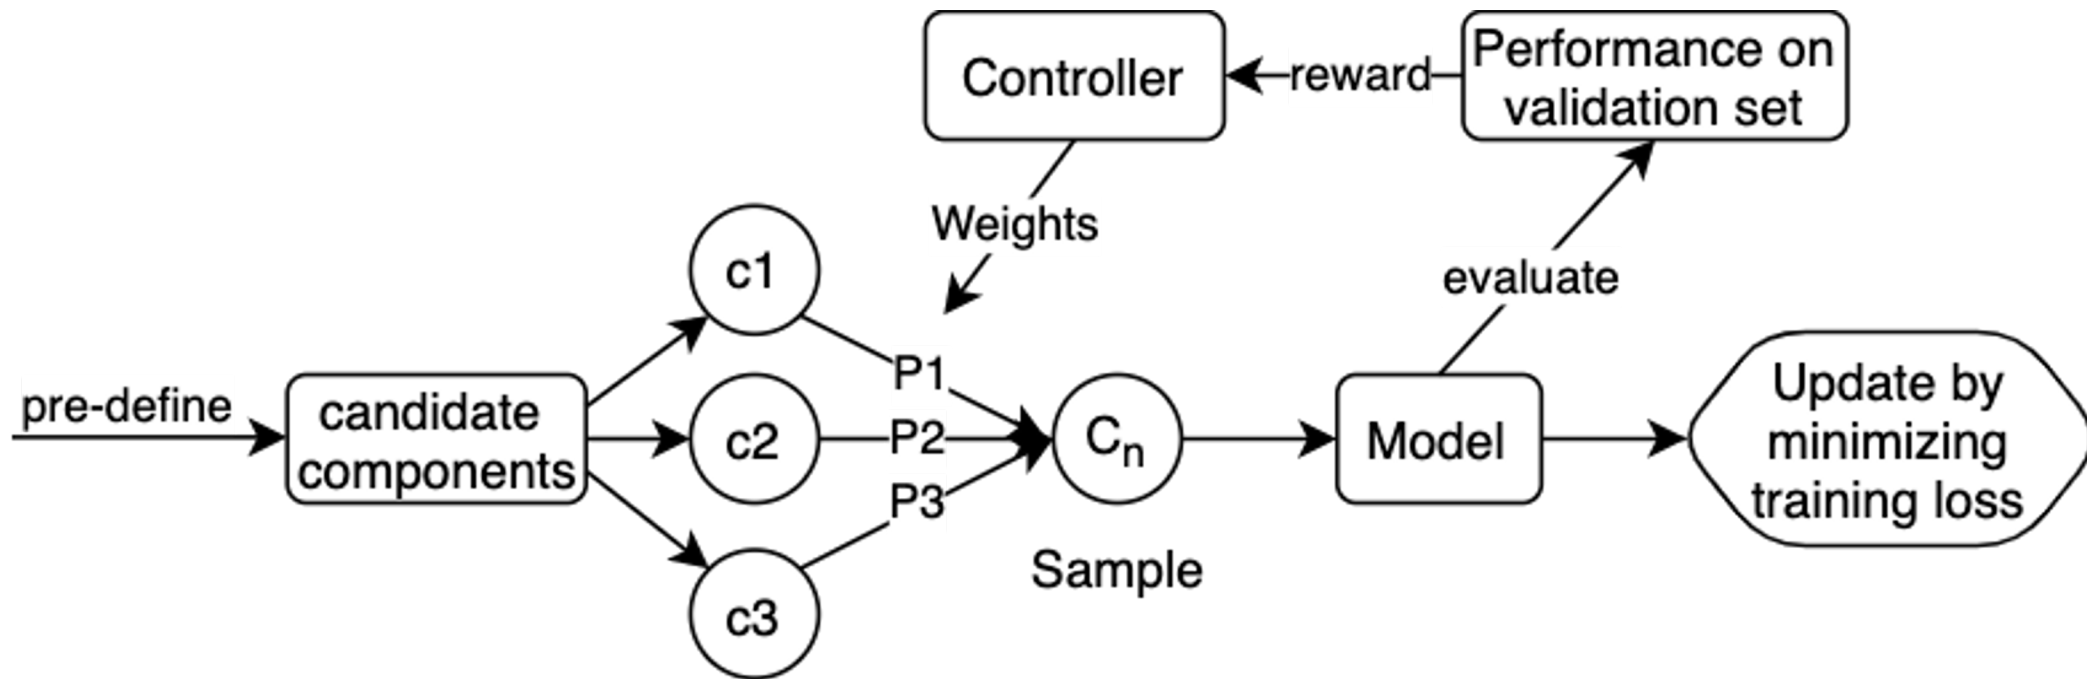 Controller
reward
Performance on
validation set
Weights
c1
evaluate
pre-define
candidate
components
c2
c3
P1
P2
P3
Cn
Sample
Model
Update by
minimizing
training loss